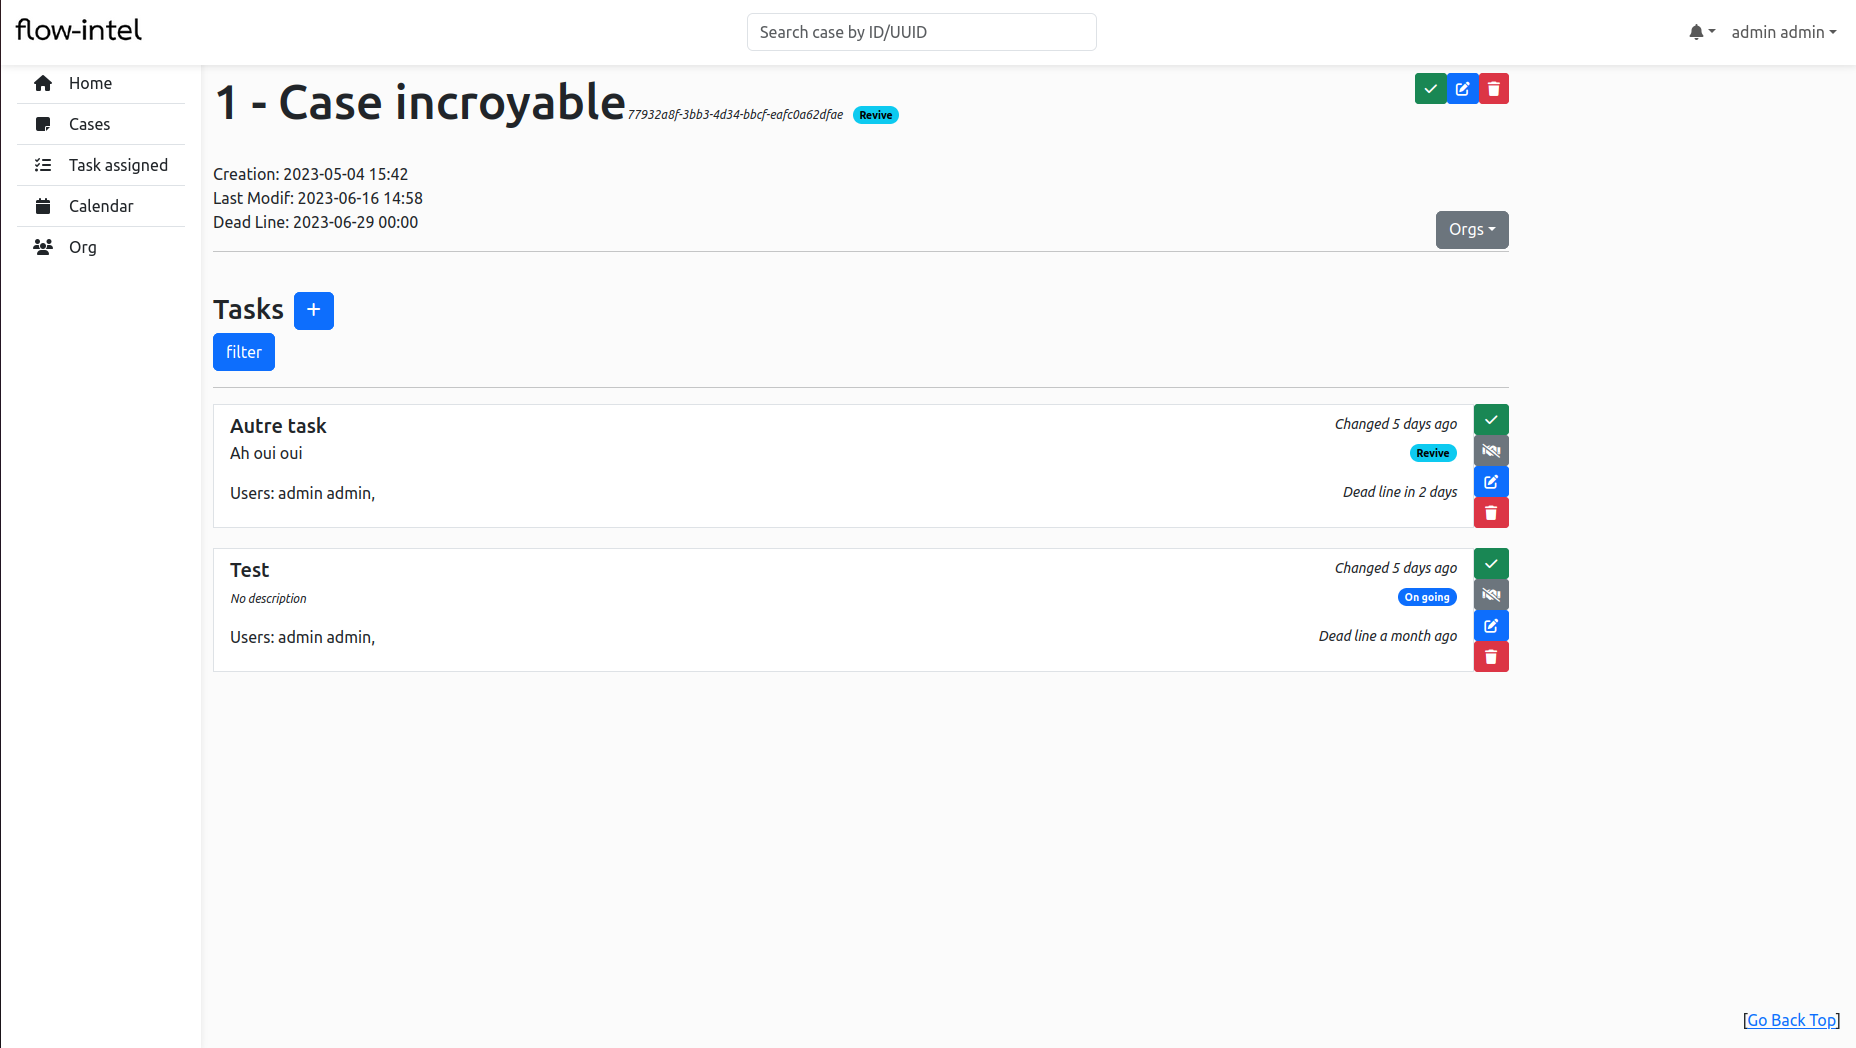 flow-intel
Search case by ID/UUID
admin admin
Home
Cases
Task assigned
Calendar
Org
1 - Case incroyable 77932a8f-3bb3-4d34-bbcf-eafc0a62dfae Revive
Creation: 2023-05-04 15:42
Last Modif: 2023-06-16 14:58
Dead Line: 2023-06-29 00:00
Orgs
Tasks +
filter
Autre task
Changed 5 days ago
Ah oui oui
Revive
Users: admin admin,
Dead line in 2 days
Test
Changed 5 days ago
No description
On going
Users: admin admin,
Dead line a month ago
[Go Back Top]